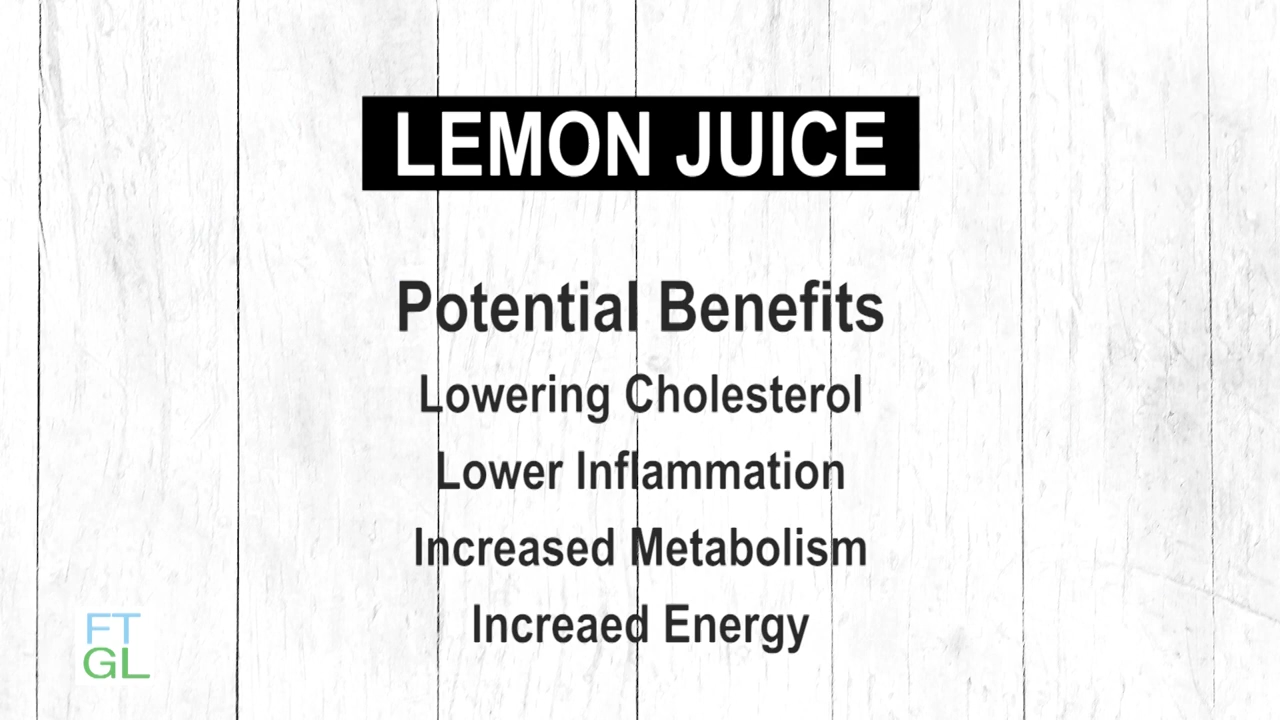 LEMON JUICE
Potential Benefits
Lowering Cholesterol
Lower Inflammation
Increased Metabolism
Increaed Energy
FT
GL